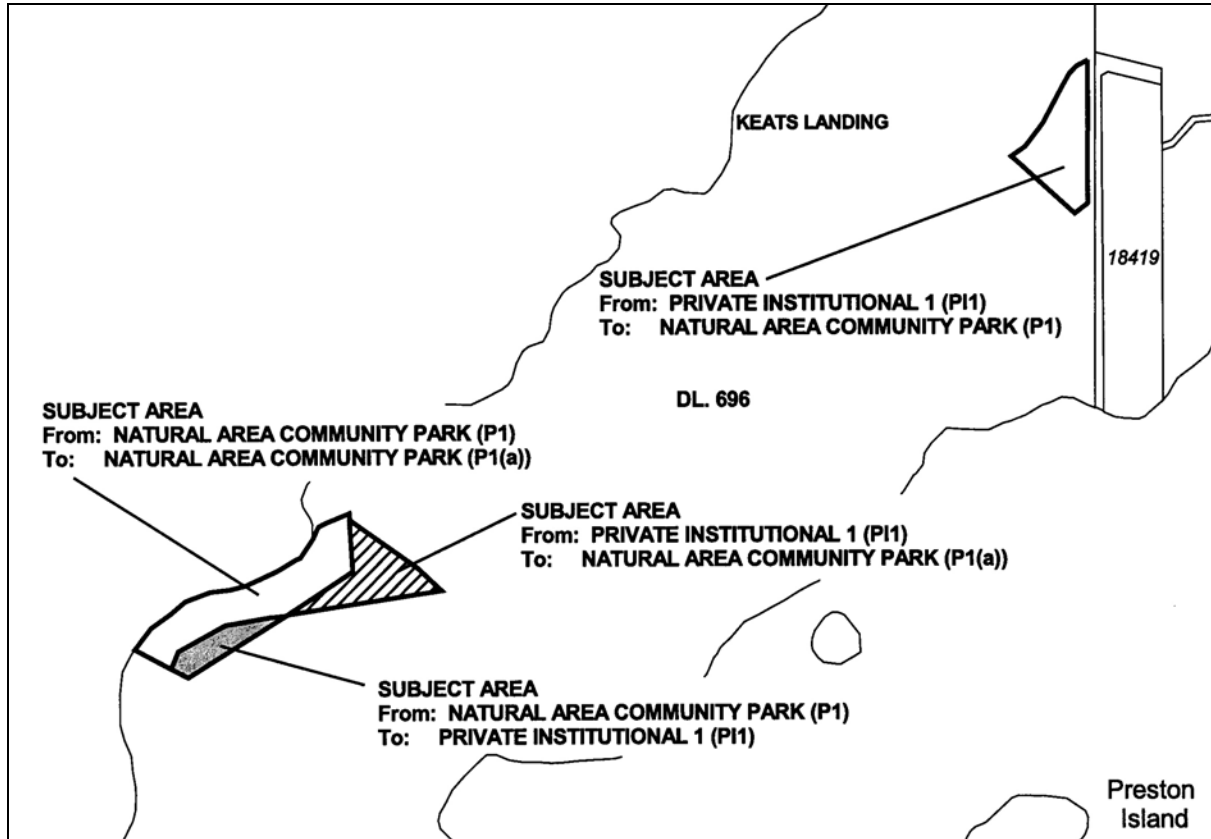 KEATS LANDING
18419
SUBJECT AREA
From: PRIVATE INSTITUTIONAL 1 (PI1)
To: NATURAL AREA COMMUNITY PARK (P1)
DL. 696
SUBJECT AREA
From: NATURAL AREA COMMUNITY PARK (P1)
To: NATURAL AREA COMMUNITY PARK (P1(a))
SUBJECT AREA
From: PRIVATE INSTITUTIONAL 1 (PI1)
To: NATURAL AREA COMMUNITY PARK (P1(a))
SUBJECT AREA
From: NATURAL AREA COMMUNITY PARK (P1)
To: PRIVATE INSTITUTIONAL 1 (PI1)
Preston
Island